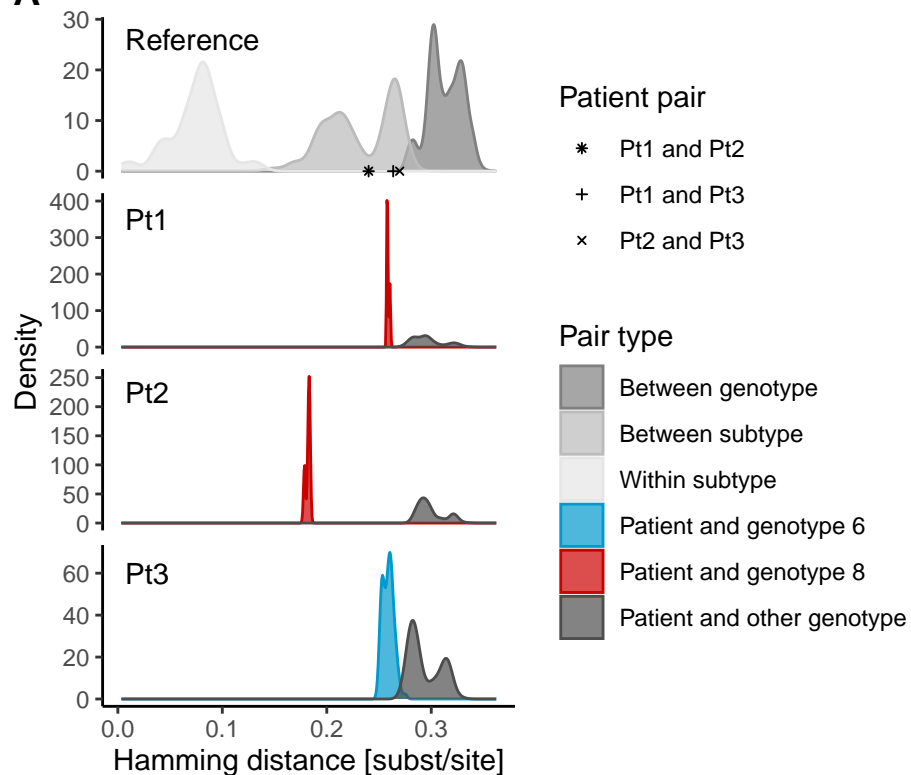 A
30
Reference
20
10
0
400
Pt1
300
200
100
0
250
Pt2
200
150
100
50
0
Pt3
60
40
20
0
0.0 0.1 0.2 0.3
Hamming distance [subst/site]
Density
Patient pair
Pt1 and Pt2
Pt1 and Pt3
Pt2 and Pt3
Pair type
Between genotype
Between subtype
Within subtype
Patient and genotype 6
Patient and genotype 8
Patient and other genotype